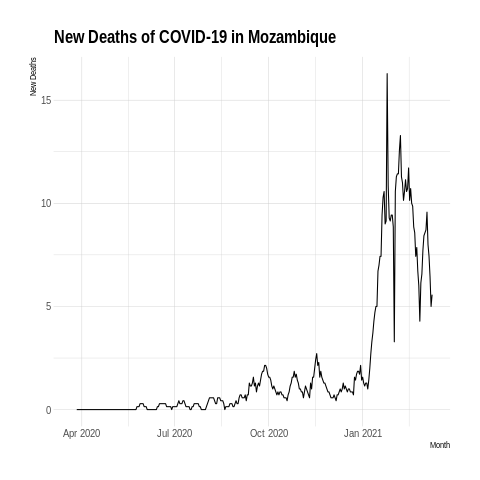 New Deaths of COVID-19 in Mozambique
New Deaths
15
10
5
0
Apr 2020
Jul 2020
Oct 2020
Jan 2021
Month